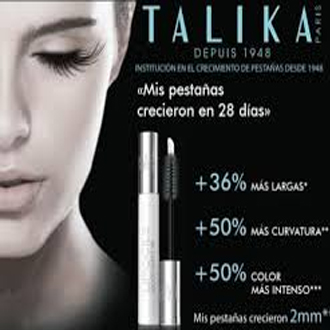 TALIKA
PARIS
DEPUIS 1948
INSTITUCIÓN EN EL CRECIMIENTO DE PESTAÑAS DESDE 1948
«Mis pestañas
crecieron en 28 días»
+36% MÁS LARGAS*
+50% MÁS CURVATURA**
+50% COLOR
MÁS INTENSO***
Mis pestañas crecieron 2mm*